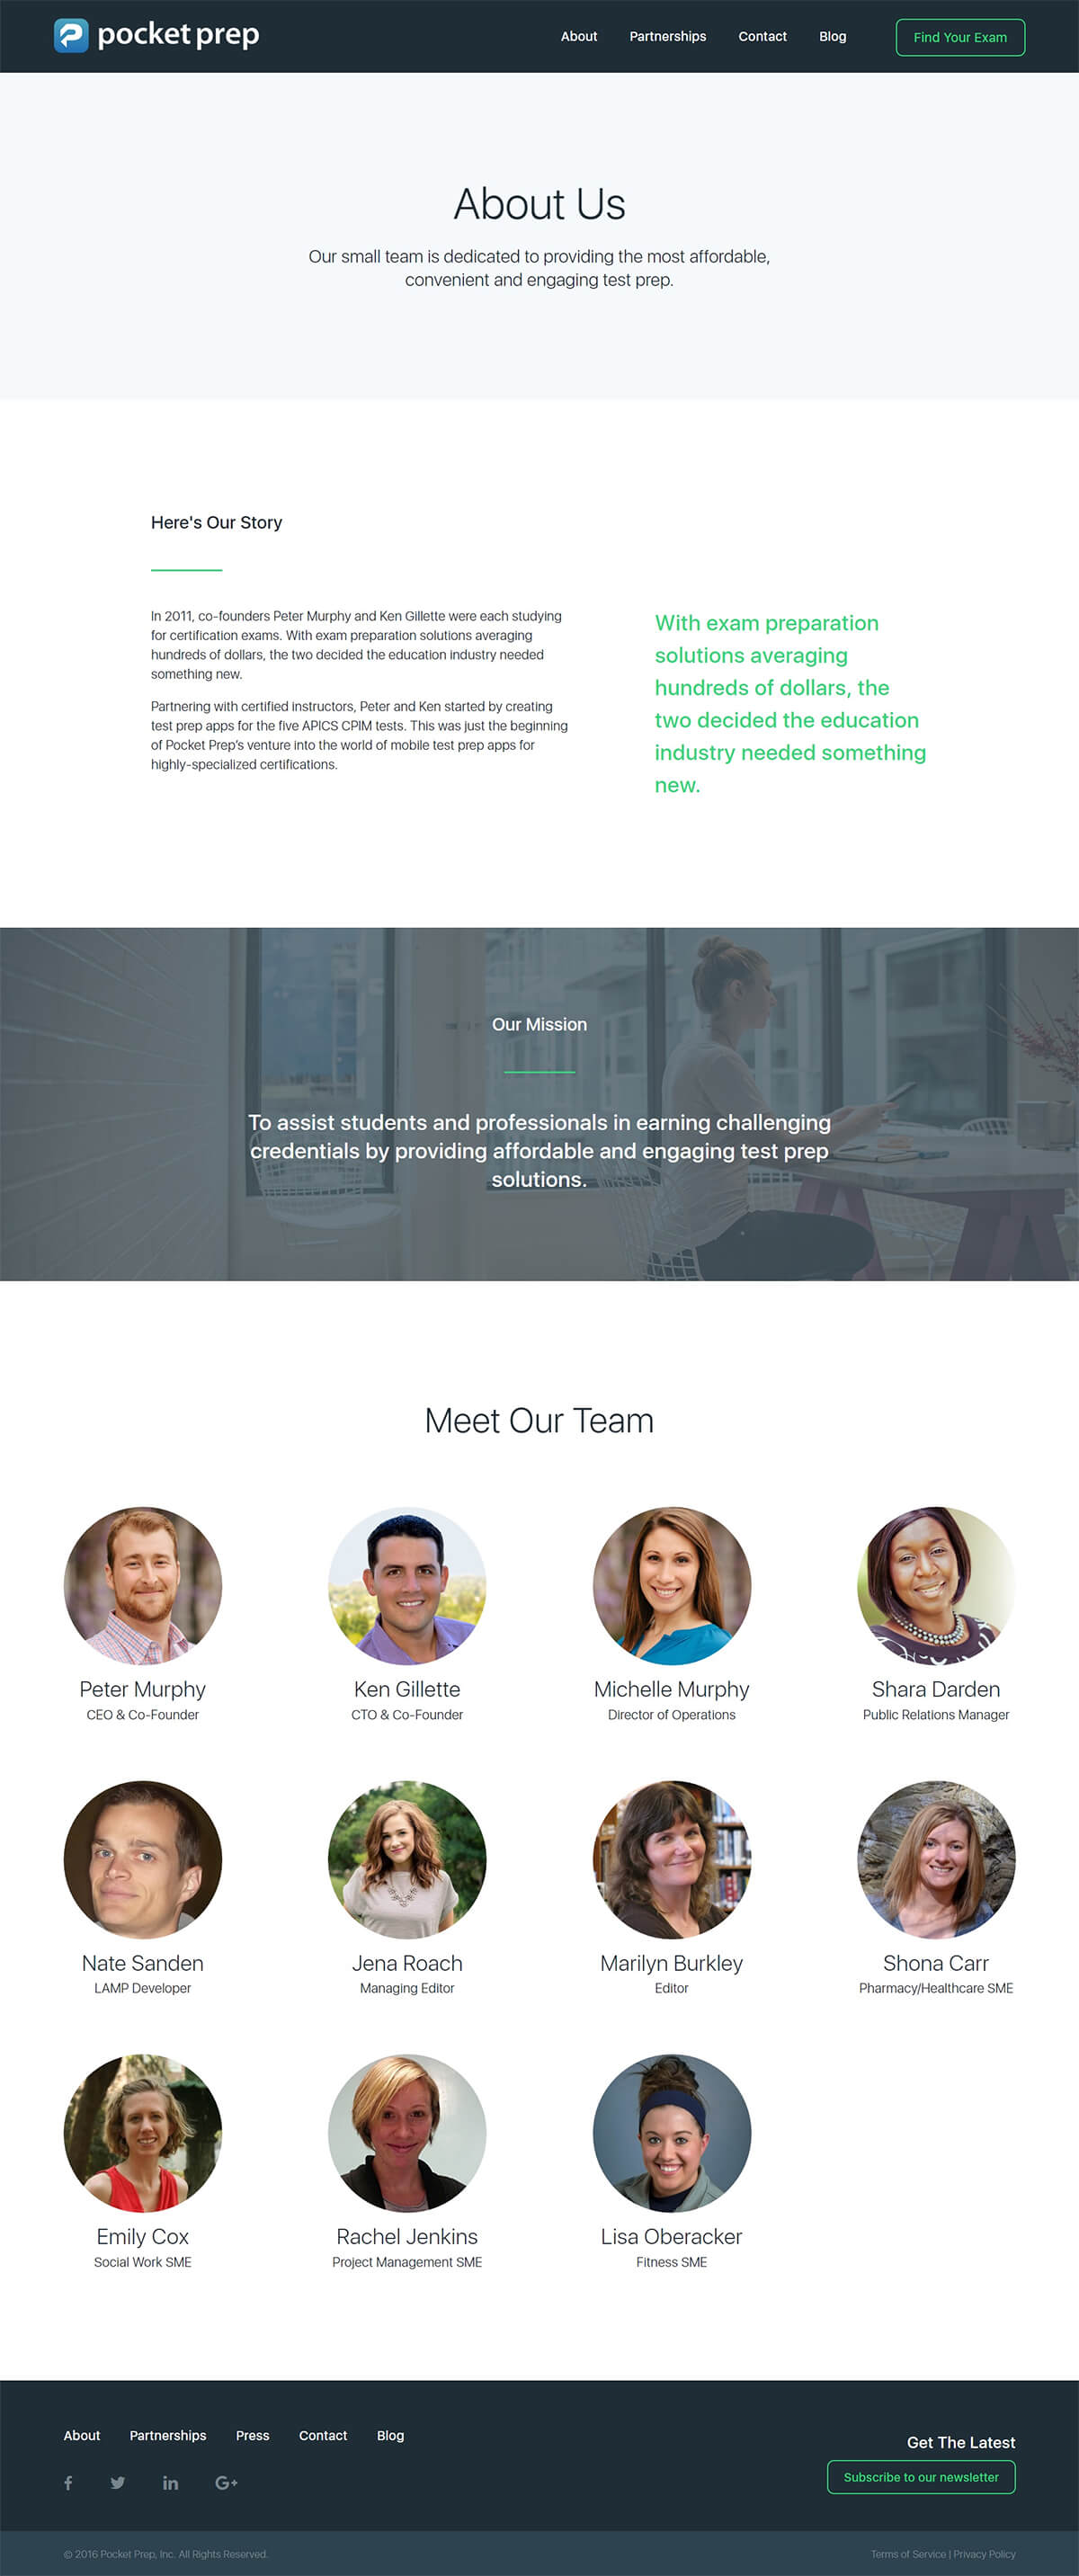 pocket prep
About Partnerships Contact Blog Find Your Exam
About Us
Our small team is dedicated to providing the most affordable,
convenient and engaging test prep.
Here's Our Story
In 2011, co-founders Peter Murphy and Ken Gillette were each studying
for certification exams. With exam preparation solutions averaging
hundreds of dollars, the two decided the education industry needed
something new.
Partnering with certified instructors, Peter and Ken started by creating
test prep apps for the five APICS CPIM tests. This was just the beginning
of Pocket Prep's venture into the world of mobile test prep apps for
highly-specialized certifications.
With exam preparation
solutions averaging
hundreds of dollars, the
two decided the education
industry needed something
new.
Our Mission
To assist students and professionals in earning challenging
credentials by providing affordable and engaging test prep
solutions.
Meet Our Team
Peter Murphy
CEO & Co-Founder
Ken Gillette
CTO & Co-Founder
Michelle Murphy
Director of Operations
Shara Darden
Public Relations Manager
Nate Sanden
LAMP Developer
Jena Roach
Managing Editor
Marilyn Burkley
Editor
Shona Carr
Pharmacy/Healthcare SME
Emily Cox
Social Work SME
Rachel Jenkins
Project Management SME
Lisa Oberacker
Fitness SME
About Partnerships Press Contact Blog
Get The Latest
Subscribe to our newsletter
© 2016 Pocket Prep, Inc. All Rights Reserved.
Terms of Service | Privacy Policy